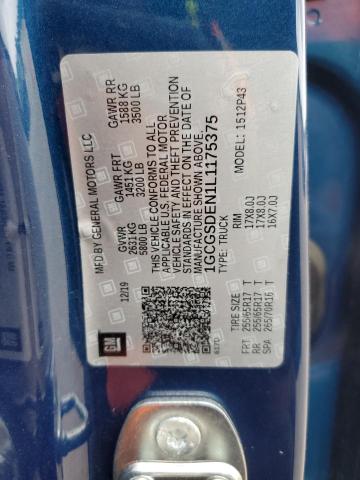 MFD BY GENERAL MOTORS LLC
12/19
GVWR
2631 KG
5800 LB
GAWR FRT
1451 KG
3200 LB
GAWR RR
1588 KG
3500 LB
THIS VEHICLE CONFORMS TO ALL
APPLICABLE U.S. FEDERAL MOTOR
VEHICLE SAFETY AND THEFT PREVENTION
STANDARDS IN EFFECT ON THE DATE OF
MANUFACTURE SHOWN ABOVE.
1GCGSDEN1L1175375
TYPE: TRUCK
MODEL: 1512P43
TIRE SIZE
RIM
FRT 255/65R17 T 17X8.0J
RR 255/65R17 T 17X8.0J
SPA 265/70R16 T 16X7.0J
GM